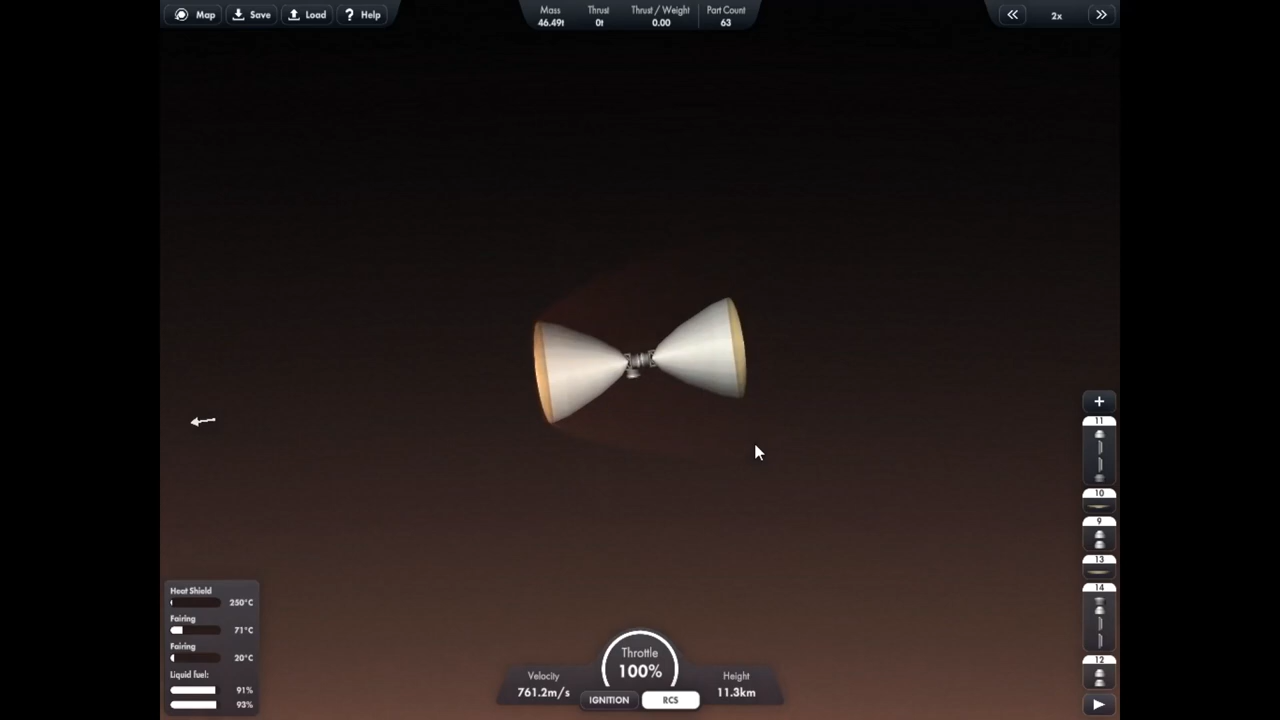 Map Save Load Help
Mass Thrust Thrust / Weight Part Count
46.49t 0t 0.00 63
2x
+
11
10
9
13
14
12
Heat Shield
250°C
Fairing
71°C
Fairing
20°C
Liquid fuel:
91%
93%
Throttle
100%
Velocity
761.2m/s
Height
11.3km
IGNITION RCS